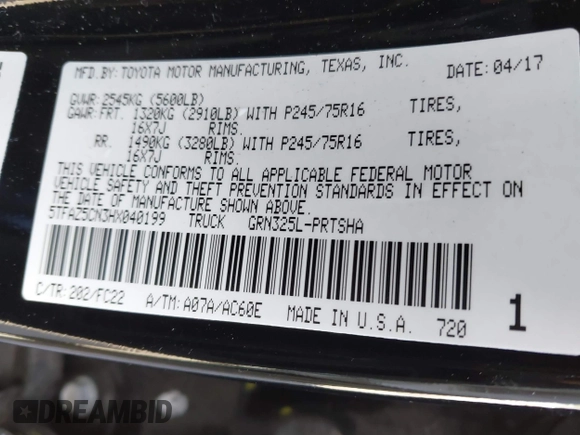 MFD.BY: TOYOTA MOTOR MANUFACTURING, TEXAS, INC. DATE: 04/17
GVWR: 2545KG (5600LB)
GAWR:FRT. 1320KG (2910LB) WITH P245/75R16 TIRES,
16X7J RIMS.
RR. 1490KG (3280LB) WITH P245/75R16 TIRES,
16X7J RIMS.
THIS VEHICLE CONFORMS TO ALL APPLICABLE FEDERAL MOTOR
VEHICLE SAFETY AND THEFT PREVENTION STANDARDS IN EFFECT ON
THE DATE OF MANUFACTURE SHOWN ABOVE.
5TFAZ5CN3HX040199 TRUCK GRN325L-PRTSHA
C/TR: 202/FC22 A/TM: A07A/AC60E MADE IN U.S.A. 720
1
DREAMBID